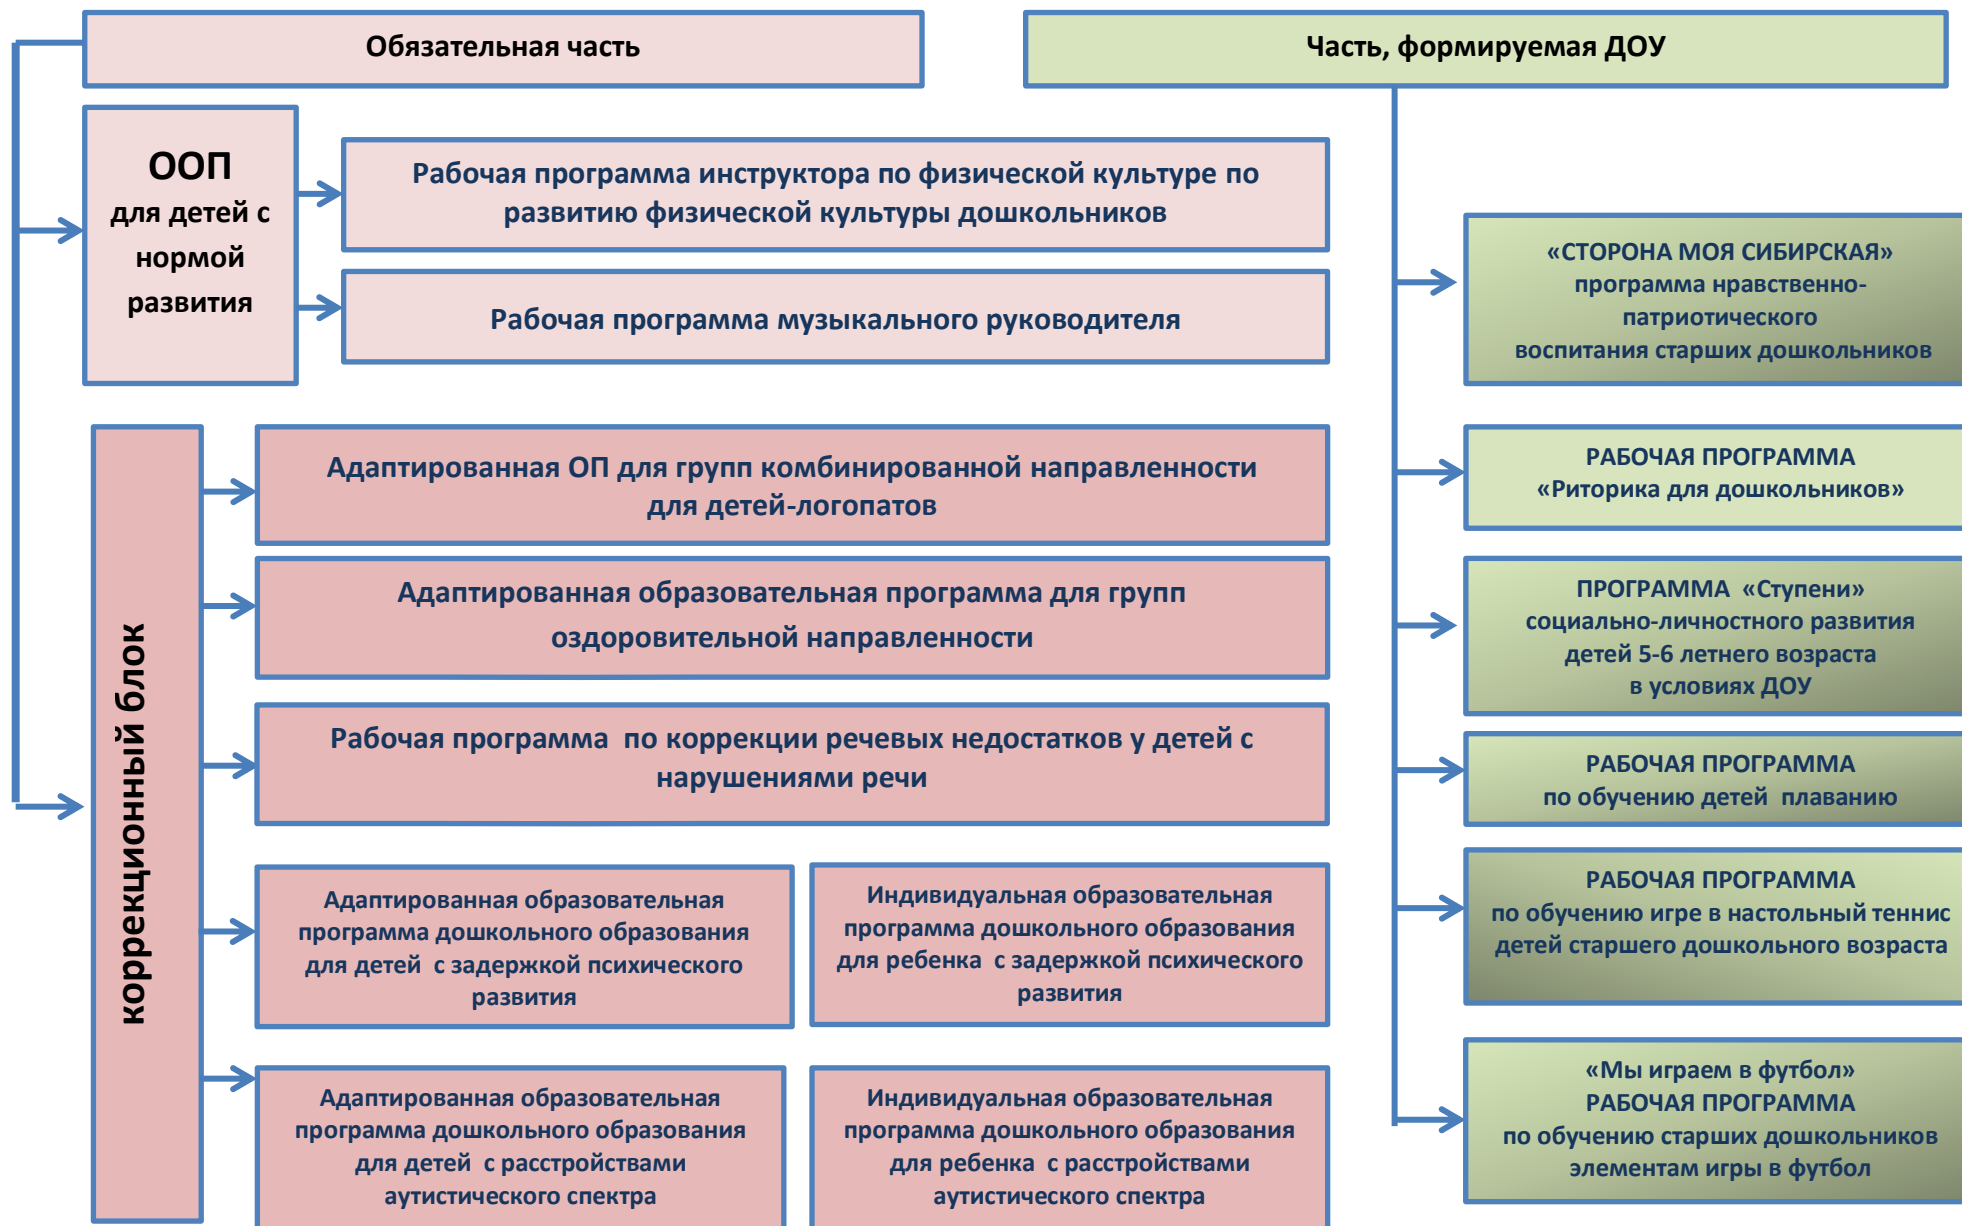 Обязательная часть
Часть, формируемая ДОУ
ООП
для детей с
нормой
развития
Рабочая программа инструктора по физической культуре по
развитию физической культуры дошкольников
Рабочая программа музыкального руководителя
коррекционный блок
Адаптированная ОП для групп комбинированной направленности
для детей-логопатов
Адаптированная образовательная программа для групп
оздоровительной направленности
Рабочая программа по коррекции речевых недостатков у детей с
нарушениями речи
Адаптированная образовательная
программа дошкольного образования
для детей с задержкой психического
развития
Индивидуальная образовательная
программа дошкольного образования
для ребенка с задержкой психического
развития
Адаптированная образовательная
программа дошкольного образования
для детей с расстройствами
аутистического спектра
Индивидуальная образовательная
программа дошкольного образования
для ребенка с расстройствами
аутистического спектра
«СТОРОНА МОЯ СИБИРСКАЯ»
программа нравственно-
патриотического
воспитания старших дошкольников
РАБОЧАЯ ПРОГРАММА
«Риторика для дошкольников»
ПРОГРАММА «Ступени»
социально-личностного развития
детей 5-6 летнего возраста
в условиях ДОУ
РАБОЧАЯ ПРОГРАММА
по обучению детей плаванию
РАБОЧАЯ ПРОГРАММА
по обучению игре в настольный теннис
детей старшего дошкольного возраста
«Мы играем в футбол»
РАБОЧАЯ ПРОГРАММА
по обучению старших дошкольников
элементам игры в футбол